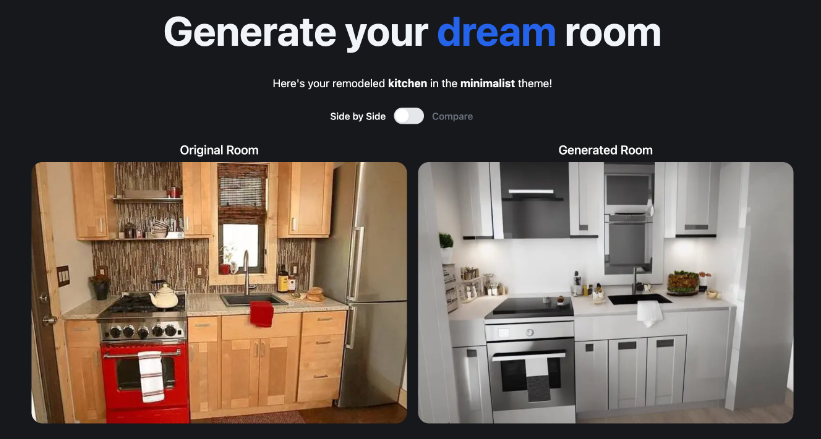 Generate your dream room
Here's your remodeled kitchen in the minimalist theme!
Side by Side Compare
Original Room Generated Room